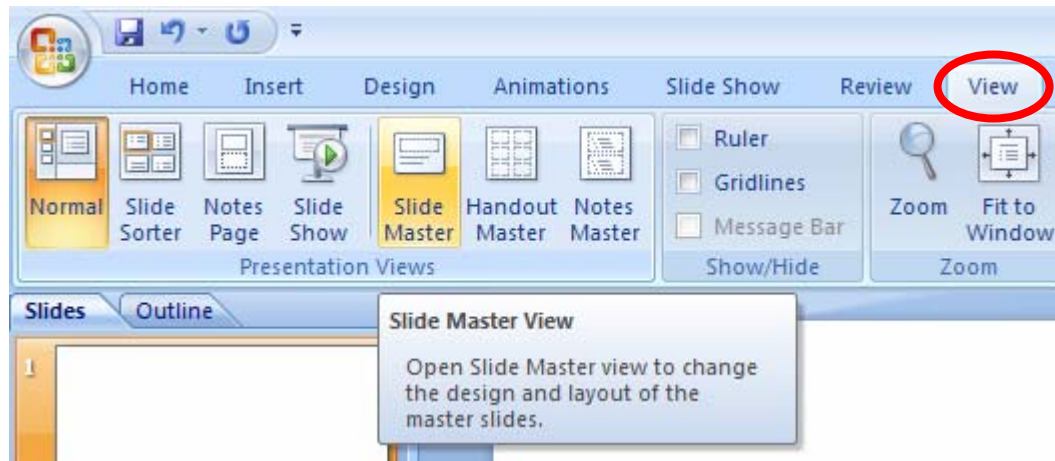 Home Insert Design Animations Slide Show Review View
Normal Slide Sorter Notes Page Slide Show Slide Master Handout Master Notes Master
Ruler
Gridlines
Message Bar
Zoom Fit to Window
Presentation Views Show/Hide Zoom
Slides Outline
1
Slide Master View
Open Slide Master view to change
the design and layout of the
master slides.